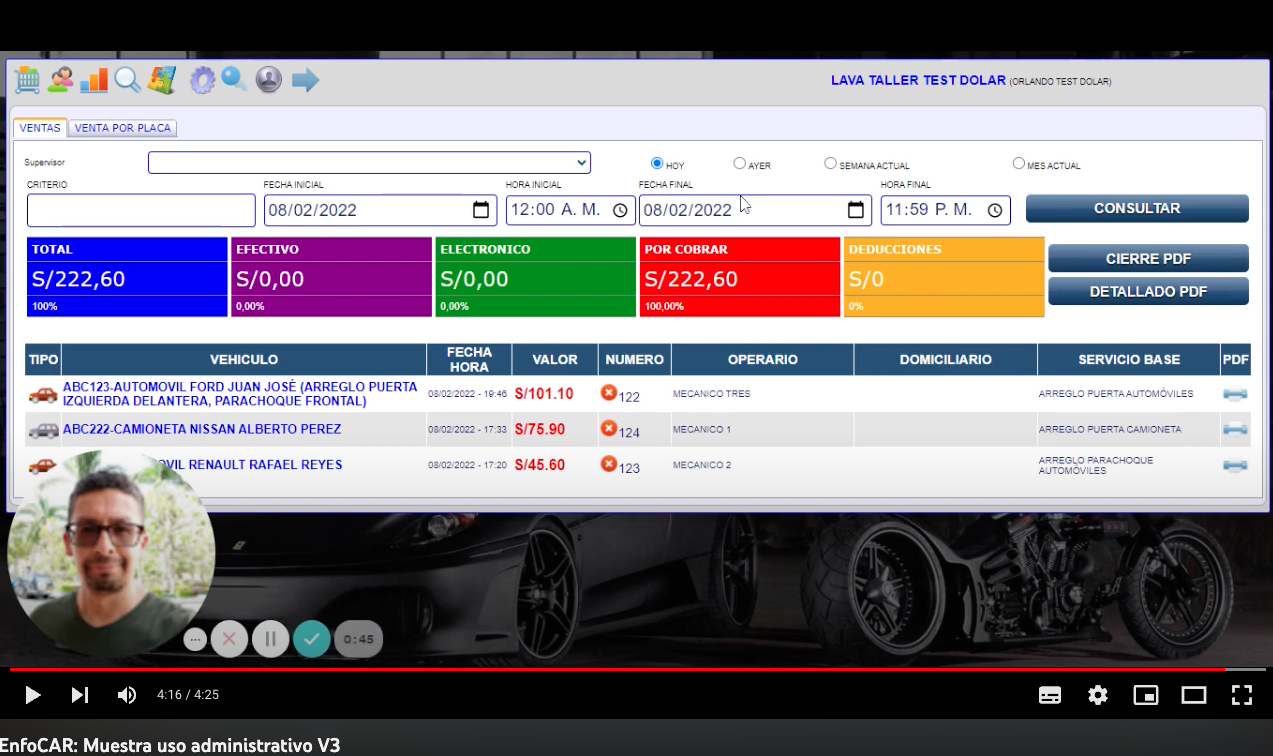 LAVA TALLER TEST DOLAR (ORLANDO TEST DOLAR)
VENTAS VENTA POR PLACA
Supervisor HOY AYER SEMANA ACTUAL MES ACTUAL
CRITERIO FECHA INICIAL HORA INICIAL FECHA FINAL HORA FINAL
08/02/2022 12:00 A. M. 08/02/2022 11:59 P. M. CONSULTAR
TOTAL EFECTIVO ELECTRONICO POR COBRAR DEDUCCIONES CIERRE PDF
S/222,60 S/0,00 S/0,00 S/222,60 S/0
100% 0,00% 0,00% 100,00% 0% DETALLADO PDF
TIPO VEHICULO FECHA HORA VALOR NUMERO OPERARIO DOMICILIARIO SERVICIO BASE PDF
ABC123-AUTOMOVIL FORD JUAN JOSÉ (ARREGLO PUERTA
IZQUIERDA DELANTERA, PARACHOQUE FRONTAL) 08/02/2022 - 19:46 S/101.10 122 MECANICO TRES ARREGLO PUERTA AUTOMÓVILES
ABC222-CAMIONETA NISSAN ALBERTO PEREZ 08/02/2022 - 17:33 S/75.90 124 MECANICO 1 ARREGLO PUERTA CAMIONETA
RENAULT RAFAEL REYES 08/02/2022 - 17:20 S/45.60 123 MECANICO 2 ARREGLO PARACHOQUE
AUTOMÓVILES
0:45
4:16 / 4:25
EnfoCAR: Muestra uso administrativo V3